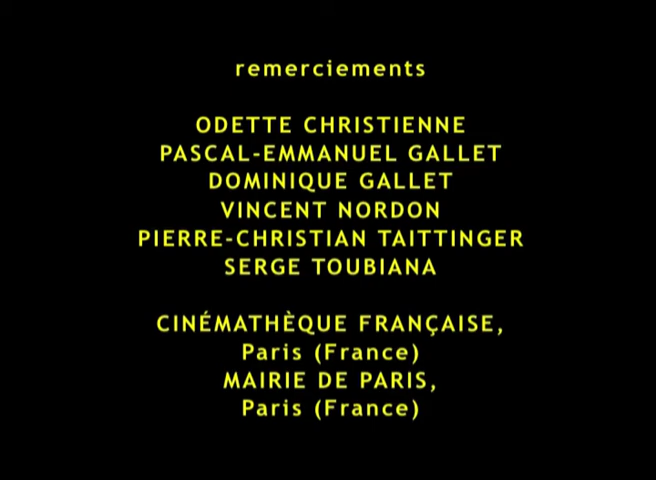 remerciements
ODETTE CHRISTIENNE
PASCAL-EMMANUEL GALLET
DOMINIQUE GALLET
VINCENT NORDON
PIERRE-CHRISTIAN TAITTINGER
SERGE TOUBIANA
CINÉMATHÈQUE FRANÇAISE,
Paris (France)
MAIRIE DE PARIS,
Paris (France)